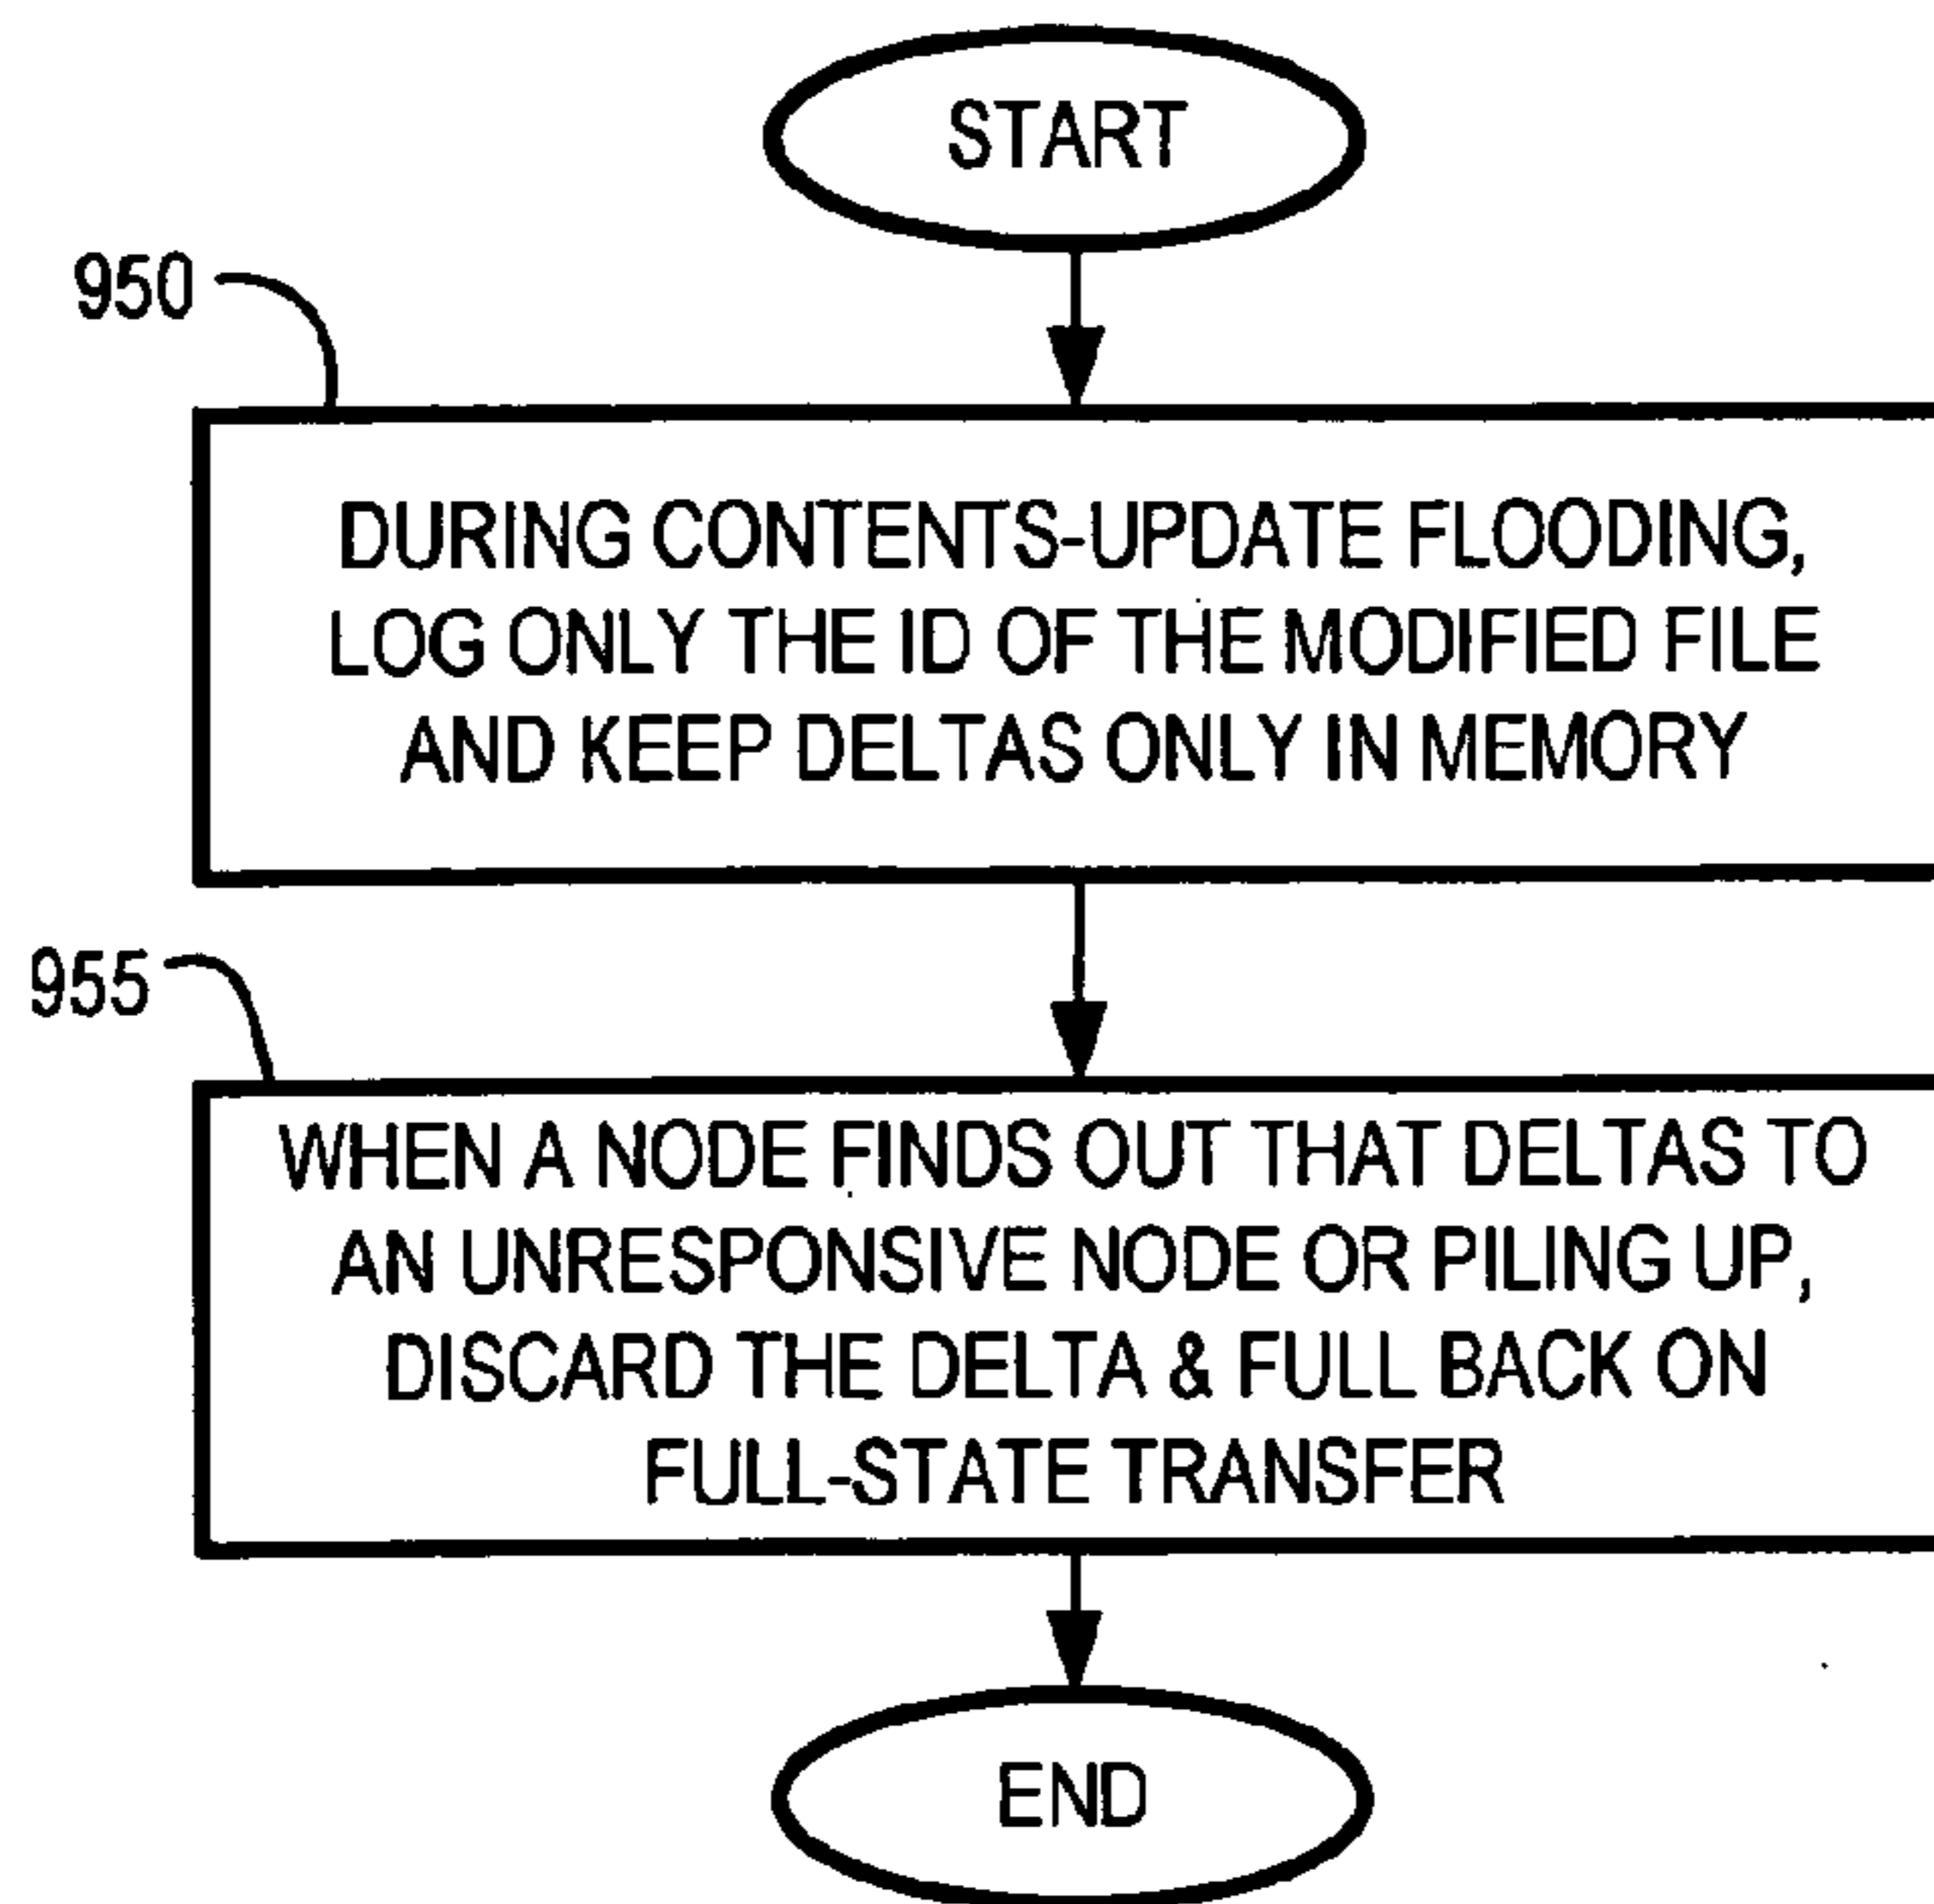 START
950
DURING CONTENTS-UPDATE FLOODING,
LOG ONLY THE ID OF THE MODIFIED FILE
AND KEEP DELTAS ONLY IN MEMORY
955
WHEN A NODE FINDS OUT THAT DELTAS TO
AN UNRESPONSIVE NODE OR PILING UP,
DISCARD THE DELTA & FULL BACK ON
FULL-STATE TRANSFER
END